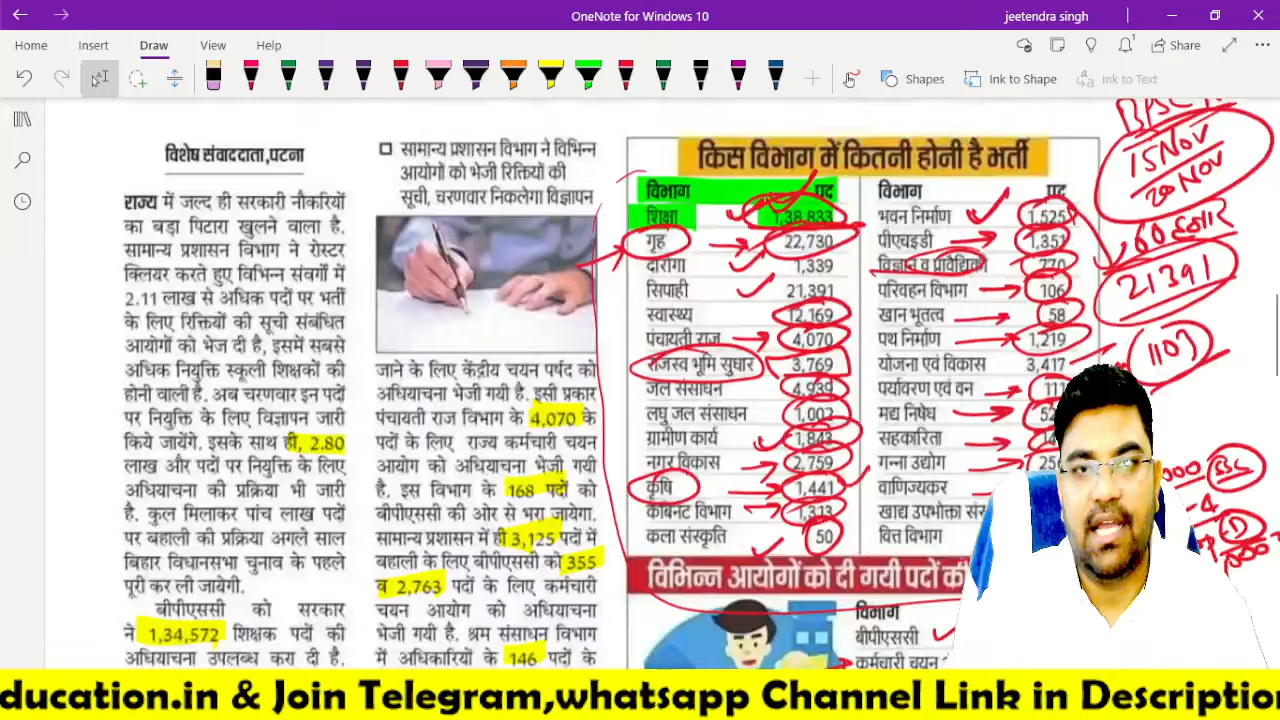 OneNote for Windows 10
jeetendra singh
Home Insert Draw View Help
Share
Shapes
Ink to Shape
Ink to Text
विशेष संवाददाता,पटना
राज्य में जल्द ही सरकारी नौकरियों
का बड़ा पिटारा खुलने वाला है.
सामान्य प्रशासन विभाग ने रोस्टर
क्लियर करते हुए विभिन्न संवर्गों में
2.11 लाख से अधिक पदों पर भर्ती
के लिए रिक्तियों की सूची संबंधित
आयोगों को भेज दी है, इसमें सबसे
अधिक नियुक्ति स्कूली शिक्षकों की
होनी वाली है. अब चरणवार इन पदों
पर नियुक्ति के लिए विज्ञापन जारी
किये जायेंगे. इसके साथ ही, 2.80
लाख और पदों पर नियुक्ति के लिए
अधियाचना की प्रक्रिया भी जारी
है. कुल मिलाकर पांच लाख पदों
पर बहाली की प्रक्रिया अगले साल
बिहार विधानसभा चुनाव के पहले
पूरी कर ली जायेगी.
बीपीएससी को सरकार
ने 1,34,572 शिक्षक पदों की
अधियाचना उपलब्ध करा दी है.
सामान्य प्रशासन विभाग ने विभिन्न
आयोगों को भेजी रिक्तियों की
सूची, चरणवार निकलेगा विज्ञापन
जाने के लिए केंद्रीय चयन पर्षद को
अधियाचना भेजी गयी है. इसी प्रकार
पंचायती राज विभाग के 4,070 के
पदों के लिए राज्य कर्मचारी चयन
आयोग को अधियाचना भेजी गयी
है. इस विभाग के 168 पदों को
बीपीएससी की ओर से भरा जायेगा.
सामान्य प्रशासन में ही 3,125 पदों में
बहाली के लिए बीपीएससी को 355
व 2,763 पदों के लिए कर्मचारी
चयन आयोग को अधियाचना
भेजी गयी है. श्रम संसाधन विभाग
में अधिकारियों के 146 पदों के
किस विभाग में कितनी होनी है भर्ती
विभाग पद
शिक्षा 1,38,833
गृह 22,730
दारोगा 1,339
सिपाही 21,391
स्वास्थ्य 12,169
पंचायती राज 4,070
राजस्व भूमि सुधार 3,769
जल संसाधन 4,939
लघु जल संसाधन 1,002
ग्रामीण कार्य 1,843
नगर विकास 2,759
कृषि 1,441
कैबिनेट विभाग 1,313
कला संस्कृति 50
विभाग पद
भवन निर्माण 1,525
पीएचइडी 1,351
विज्ञान व प्रावैधिकी 770
परिवहन विभाग 106
खान भूतत्व 58
पथ निर्माण 1,219
योजना एवं विकास 3,417
पर्यावरण एवं वन
मद्य निषेध
सहकारिता
गन्ना उद्योग
वाणिज्यकर
खाद्य उपभोक्ता
वित्त विभाग
15 Nov
20 Nov
60 हजार
21391
1103
विभिन्न आयोगों को दी गयी पदों की
विभाग
बीपीएससी
कर्मचारी चयन
ducation.in & Join Telegram,whatsapp Channel Link in Description